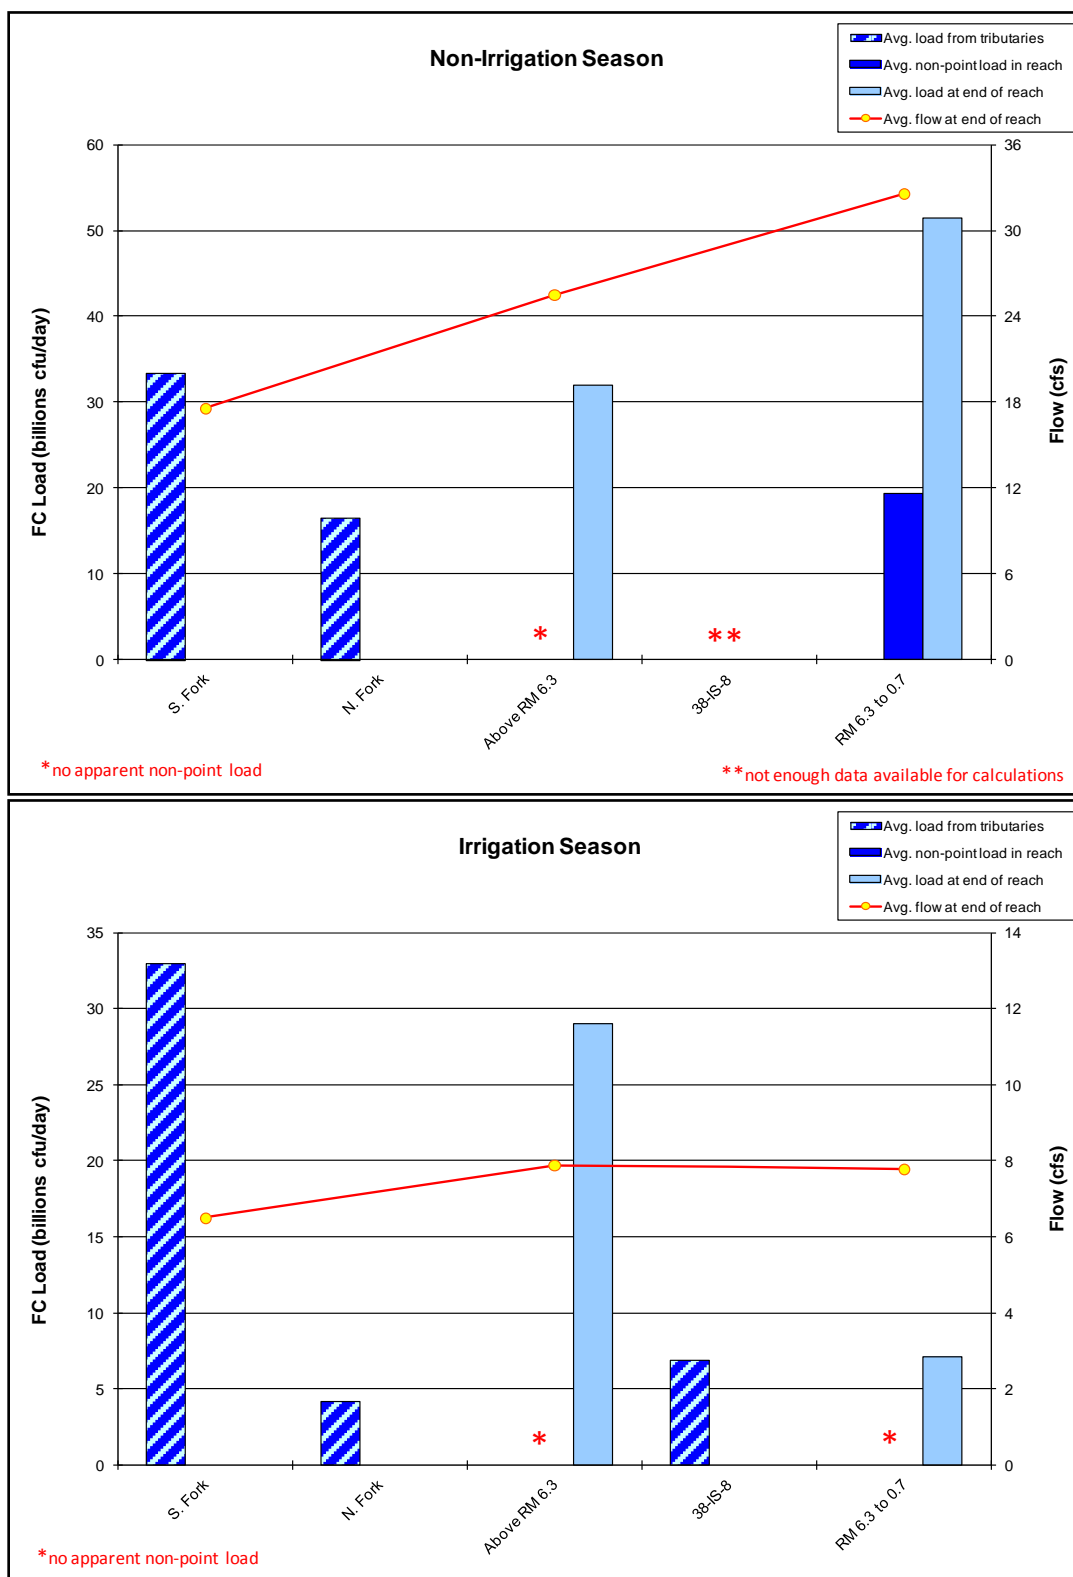 Non-Irrigation Season
Avg. load from tributaries
Avg. non-point load in reach
Avg. load at end of reach
Avg. flow at end of reach
60
50
40
30
20
10
0
FC Load (billions cfu/day)
36
30
24
18
12
6
0
Flow (cfs)
*
**
S. Fork
N. Fork
Above RM 6.3
38-IS-8
RM 6.3 to 0.7
*no apparent non-point load
**not enough data available for calculations
Irrigation Season
Avg. load from tributaries
Avg. non-point load in reach
Avg. load at end of reach
Avg. flow at end of reach
35
30
25
20
15
10
5
0
FC Load (billions cfu/day)
14
12
10
8
6
4
2
0
Flow (cfs)
*
*
S. Fork
N. Fork
Above RM 6.3
38-IS-8
RM 6.3 to 0.7
*no apparent non-point load